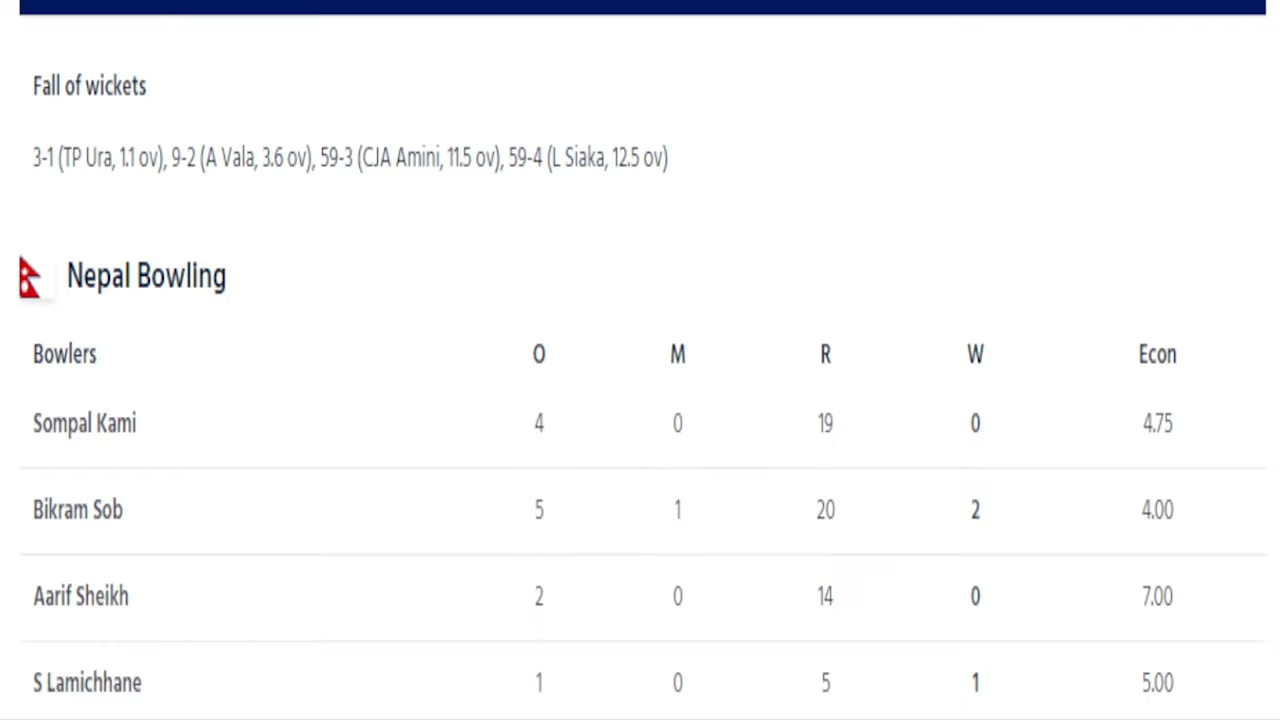 Fall of wickets
3-1 (TP Ura, 1.1 ov), 9-2 (A Vala, 3.6 ov), 59-3 (CJA Amini, 11.5 ov), 59-4 (L Siaka, 12.5 ov)
Nepal Bowling
Bowlers O M R W Econ
Sompal Kami 4 0 19 0 4.75
Bikram Sob 5 1 20 2 4.00
Aarif Sheikh 2 0 14 0 7.00
S Lamichhane 1 0 5 1 5.00